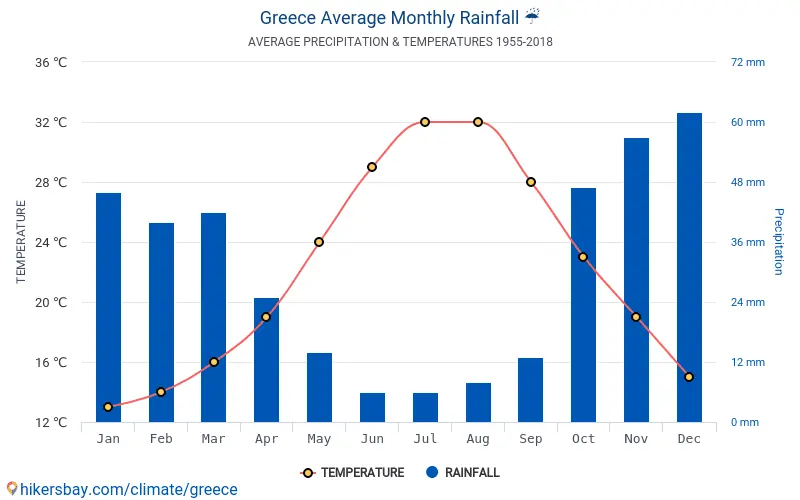 Greece Average Monthly Rainfall ☔
AVERAGE PRECIPITATION & TEMPERATURES 1955-2018
36 °C
72 mm
32 °C
60 mm
28 °C
48 mm
24 °C
36 mm
20 °C
24 mm
16 °C
12 mm
12 °C
0 mm
TEMPERATURE
Precipitation
Jan Feb Mar Apr May Jun Jul Aug Sep Oct Nov Dec
TEMPERATURE RAINFALL
hikersbay.com/climate/greece